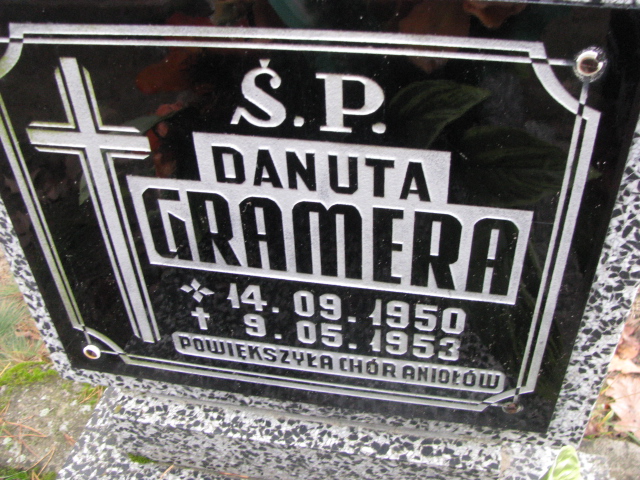 Ś.P.
DANUTA
GRAMERA
14.09.1950
9.05.1953
POWIĘKSZYŁA CHÓR ANIOŁÓW